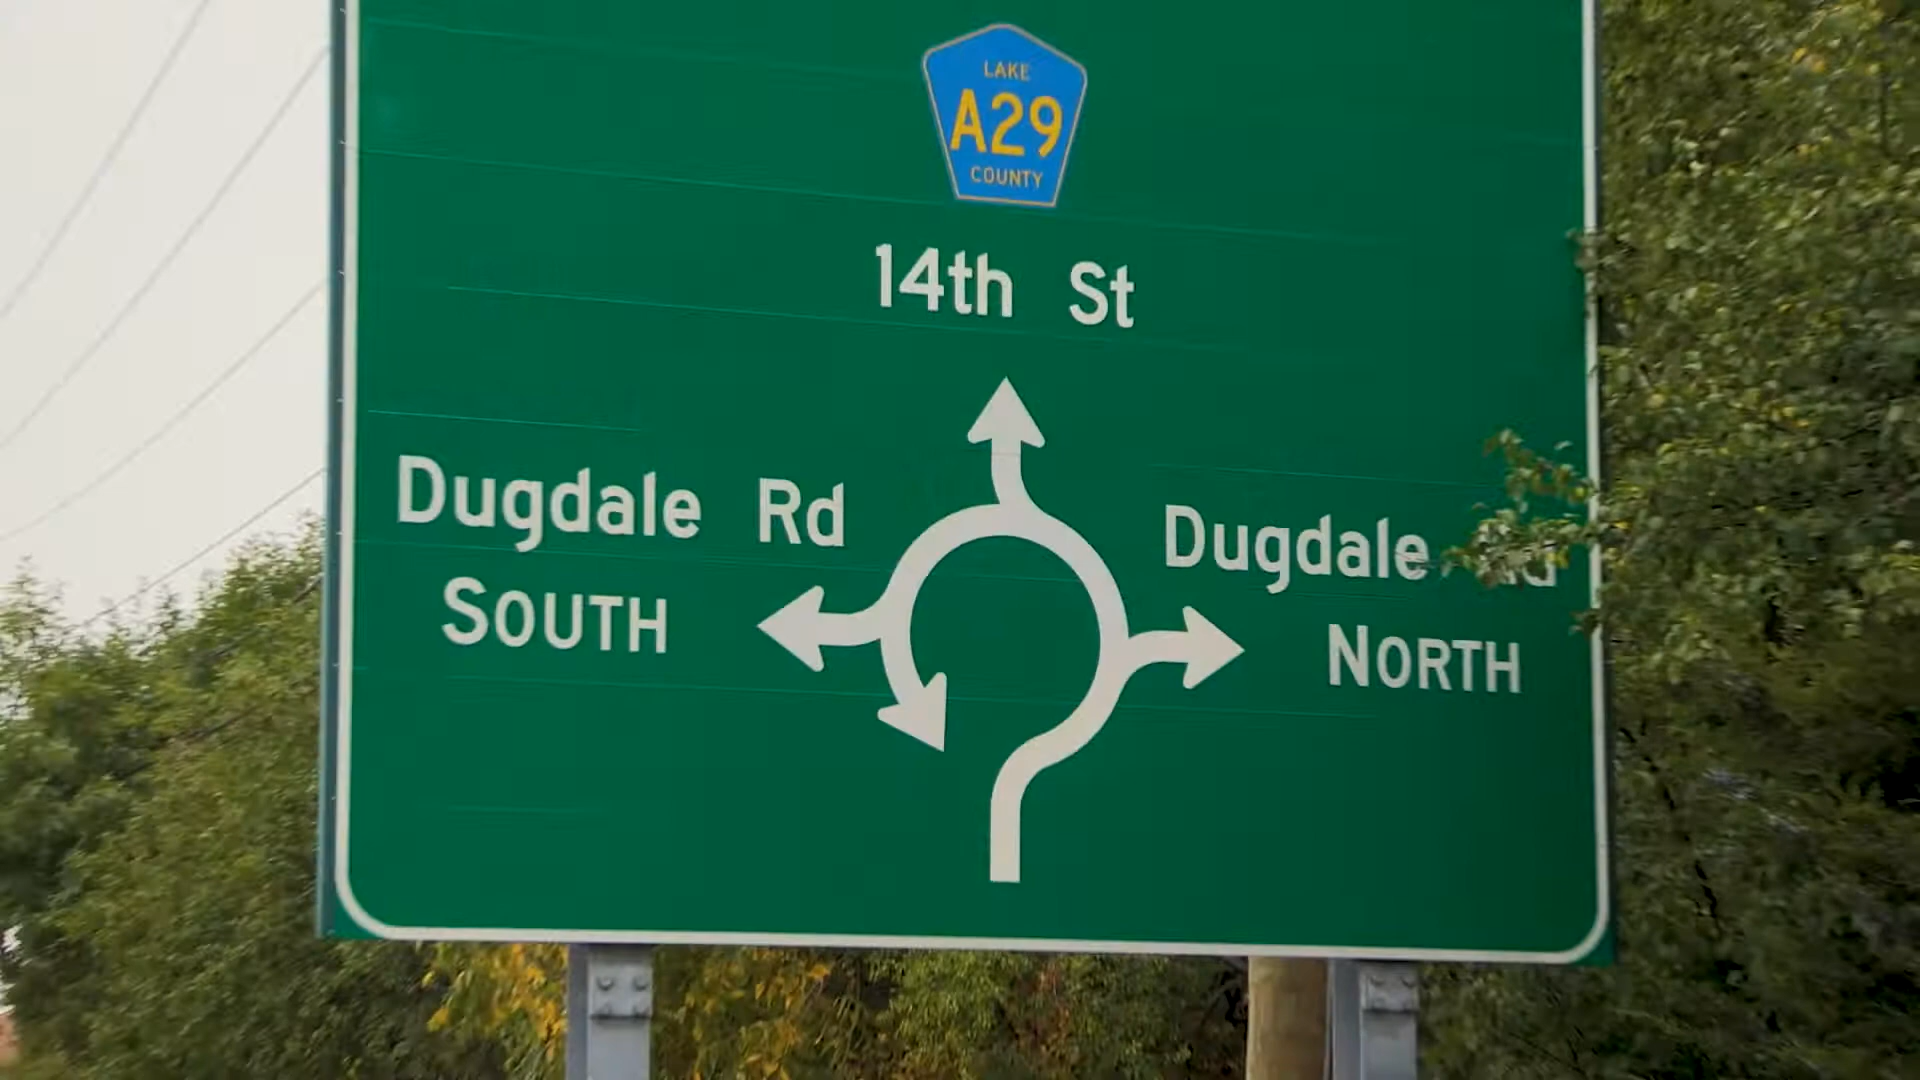 LAKE
A29
COUNTY
14th St
Dugdale Rd
SOUTH
Dugdale
NORTH